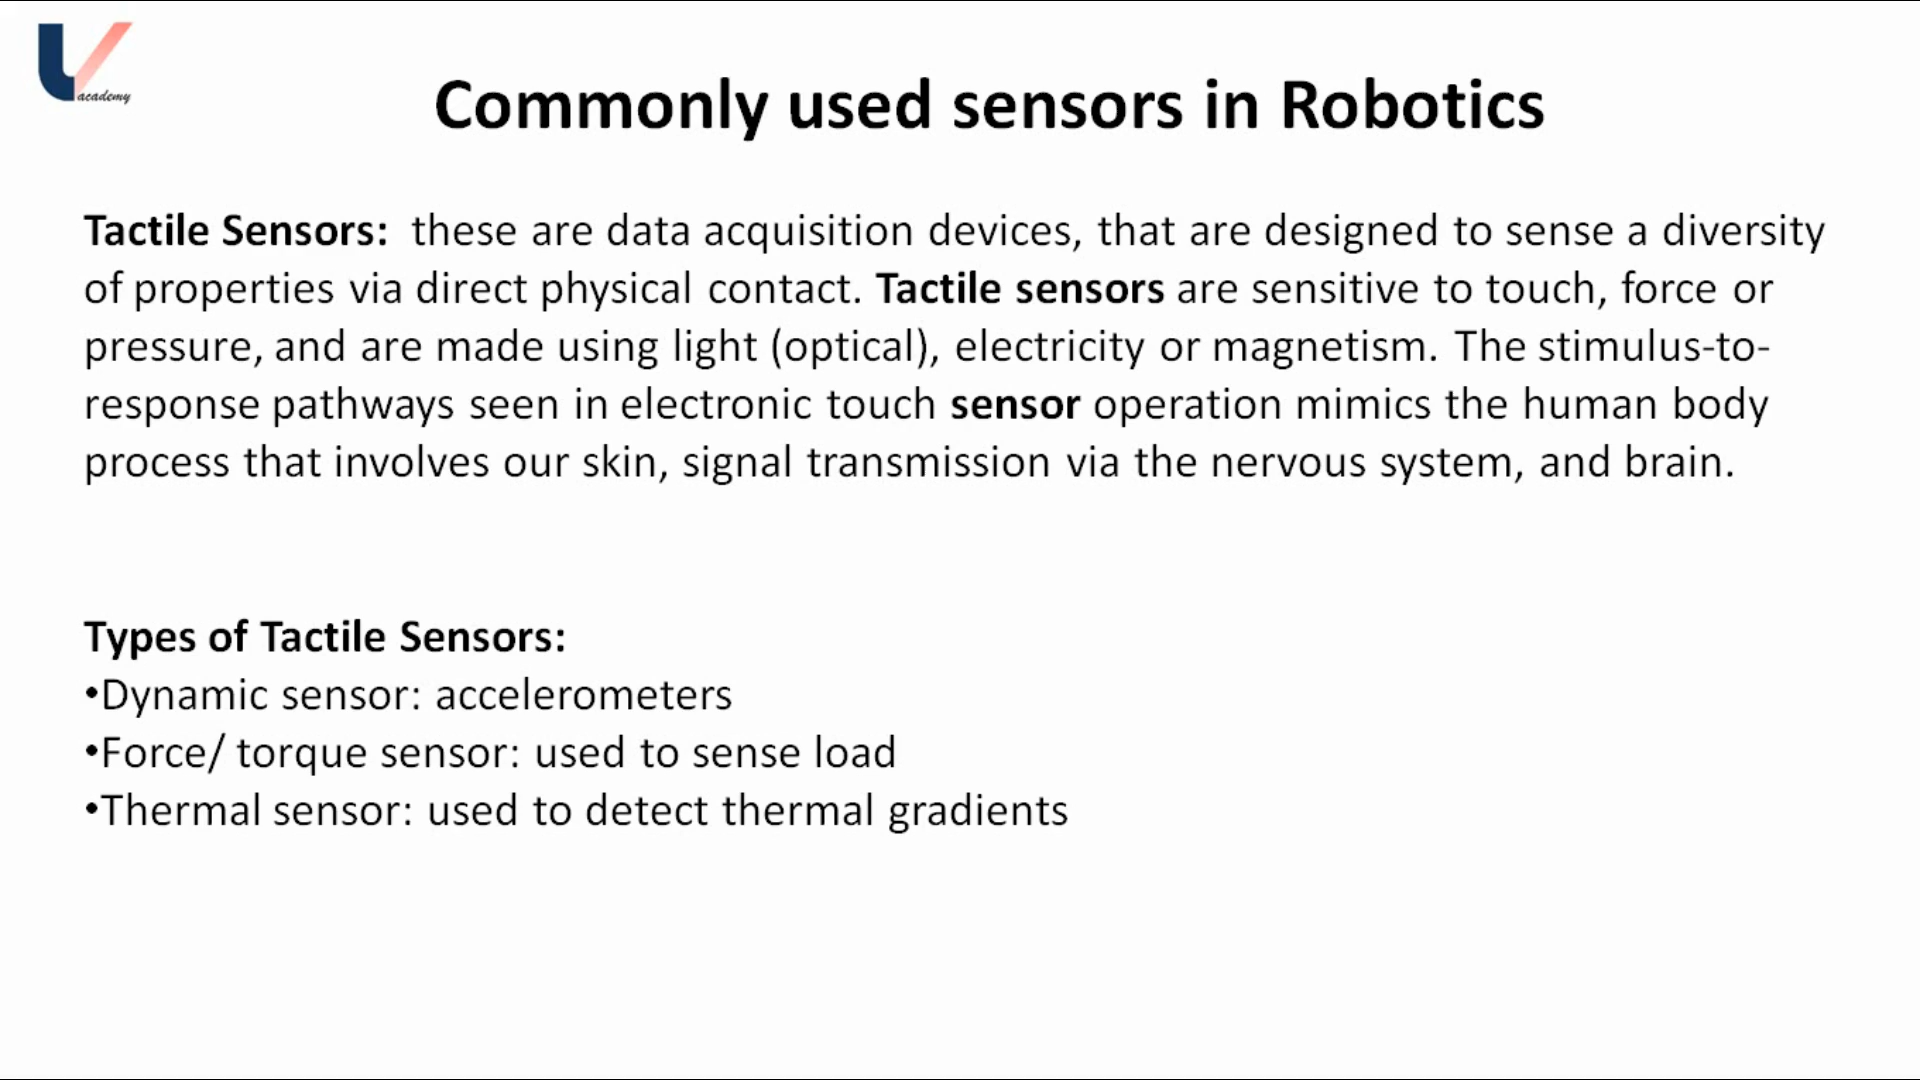 academy
Commonly used sensors in Robotics
Tactile Sensors: these are data acquisition devices, that are designed to sense a diversity
of properties via direct physical contact. Tactile sensors are sensitive to touch, force or
pressure, and are made using light (optical), electricity or magnetism. The stimulus-to-
response pathways seen in electronic touch sensor operation mimics the human body
process that involves our skin, signal transmission via the nervous system, and brain.
Types of Tactile Sensors:
•Dynamic sensor: accelerometers
•Force/ torque sensor: used to sense load
•Thermal sensor: used to detect thermal gradients